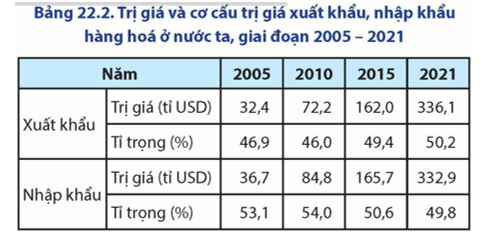 Bảng 22.2. Trị giá và cơ cấu trị giá xuất khẩu, nhập khẩu
hàng hoá ở nước ta, giai đoạn 2005 – 2021
Năm 2005 2010 2015 2021
Xuất khẩu Trị giá (tỉ USD) 32,4 72,2 162,0 336,1
Tỉ trọng (%) 46,9 46,0 49,4 50,2
Nhập khẩu Trị giá (tỉ USD) 36,7 84,8 165,7 332,9
Tỉ trọng (%) 53,1 54,0 50,6 49,8